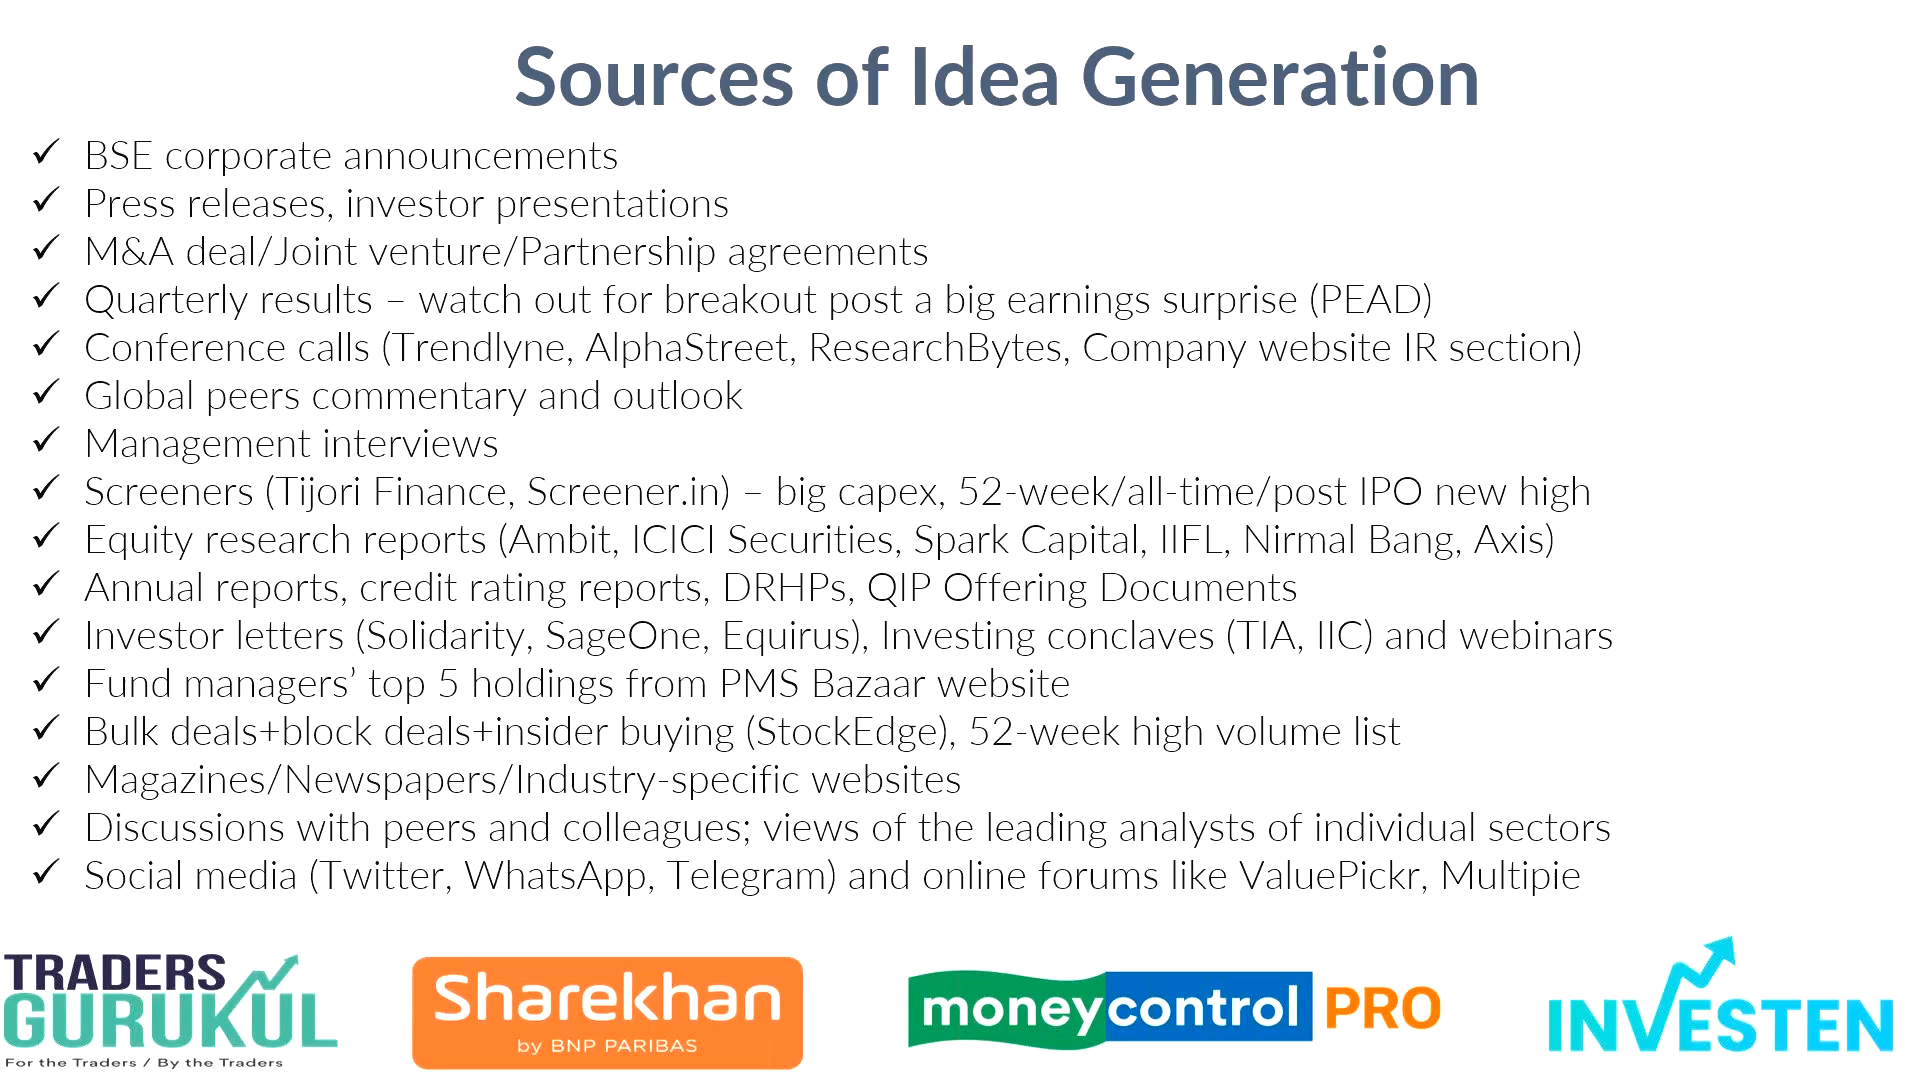 Sources of Idea Generation
✓ BSE corporate announcements
✓ Press releases, investor presentations
✓ M&A deal/Joint venture/Partnership agreements
✓ Quarterly results – watch out for breakout post a big earnings surprise (PEAD)
✓ Conference calls (Trendlyne, AlphaStreet, ResearchBytes, Company website IR section)
✓ Global peers commentary and outlook
✓ Management interviews
✓ Screeners (Tijori Finance, Screener.in) – big capex, 52-week/all-time/post IPO new high
✓ Equity research reports (Ambit, ICICI Securities, Spark Capital, IIFL, Nirmal Bang, Axis)
✓ Annual reports, credit rating reports, DRHPs, QIP Offering Documents
✓ Investor letters (Solidarity, SageOne, Equirus), Investing conclaves (TIA, IIC) and webinars
✓ Fund managers’ top 5 holdings from PMS Bazaar website
✓ Bulk deals+block deals+insider buying (StockEdge), 52-week high volume list
✓ Magazines/Newspapers/Industry-specific websites
✓ Discussions with peers and colleagues; views of the leading analysts of individual sectors
✓ Social media (Twitter, WhatsApp, Telegram) and online forums like ValuePickr, Multipie
TRADERS
GURUKUL
For the Traders / By the Traders
Sharekhan
by BNP PARIBAS
moneycontrol PRO
INVESTEN